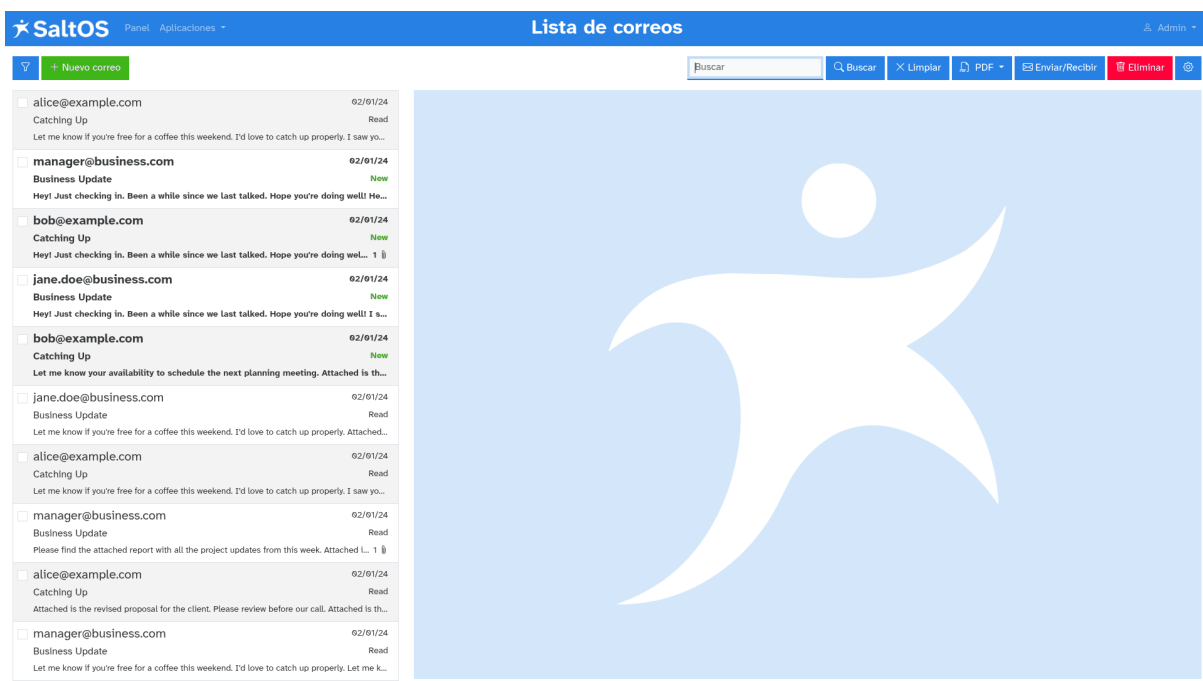 SaltOS Panel Aplicaciones Lista de correos Admin
+ Nuevo correo Buscar Buscar Limpiar PDF Enviar/Recibir Eliminar
alice@example.com 02/01/24
Catching Up Read
Let me know if you're free for a coffee this weekend. I'd love to catch up properly. I saw yo...
manager@business.com 02/01/24
Business Update New
Hey! Just checking in. Been a while since we last talked. Hope you're doing well! He...
bob@example.com 02/01/24
Catching Up New
Hey! Just checking in. Been a while since we last talked. Hope you're doing wel... 1
jane.doe@business.com 02/01/24
Business Update New
Hey! Just checking in. Been a while since we last talked. Hope you're doing well! I s...
bob@example.com 02/01/24
Catching Up New
Let me know your availability to schedule the next planning meeting. Attached is th...
jane.doe@business.com 02/01/24
Business Update Read
Let me know if you're free for a coffee this weekend. I'd love to catch up properly. Attached...
alice@example.com 02/01/24
Catching Up Read
Let me know if you're free for a coffee this weekend. I'd love to catch up properly. I saw yo...
manager@business.com 02/01/24
Business Update Read
Please find the attached report with all the project updates from this week. Attached i... 1
alice@example.com 02/01/24
Catching Up Read
Attached is the revised proposal for the client. Please review before our call. Attached is th...
manager@business.com 02/01/24
Business Update Read
Let me know if you're free for a coffee this weekend. I'd love to catch up properly. Let me k...